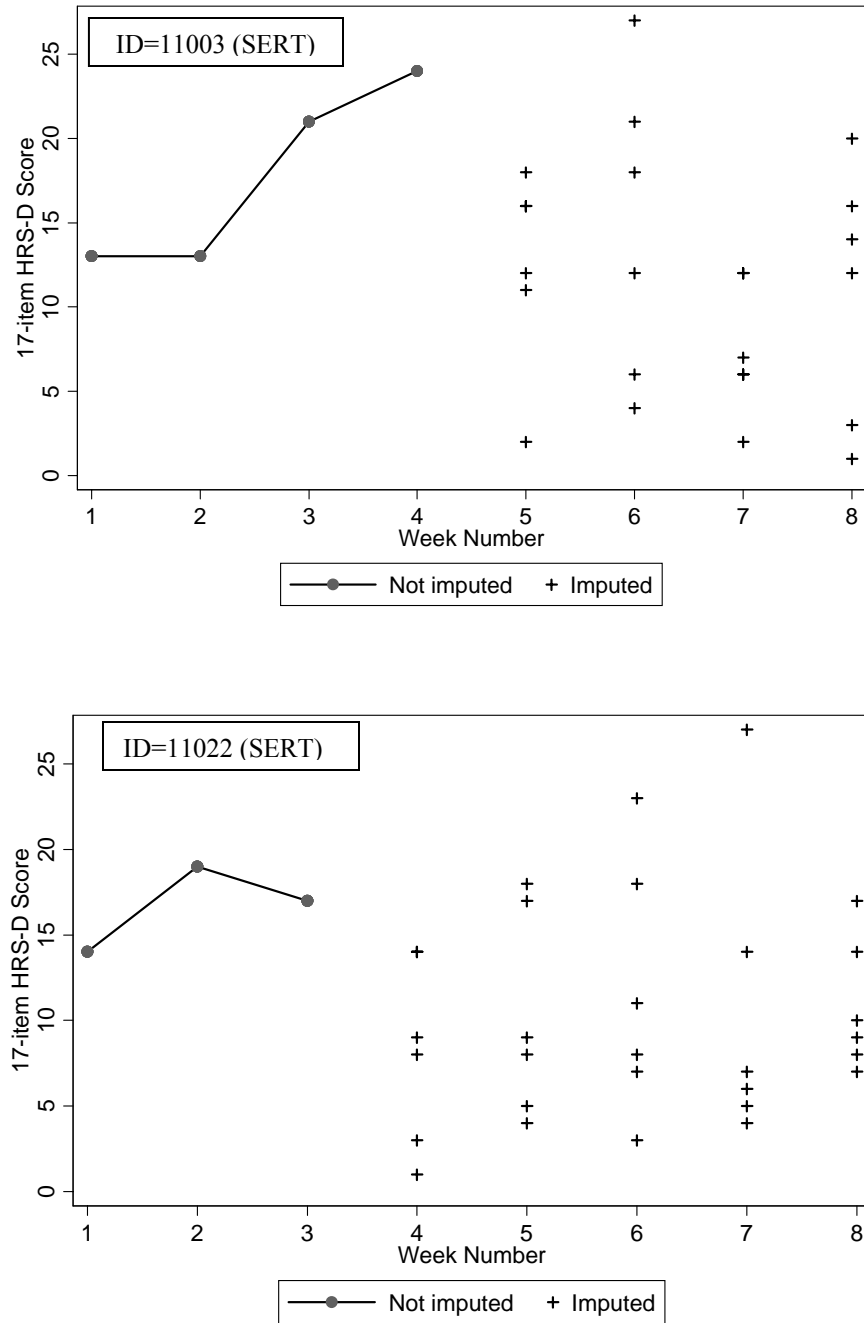 ID=11003 (SERT)
17-item HRS-D Score
25
20
15
10
5
0
1 2 3 4 5 6 7 8
Week Number
Not imputed + Imputed
ID=11022 (SERT)
17-item HRS-D Score
25
20
15
10
5
0
1 2 3 4 5 6 7 8
Week Number
Not imputed + Imputed